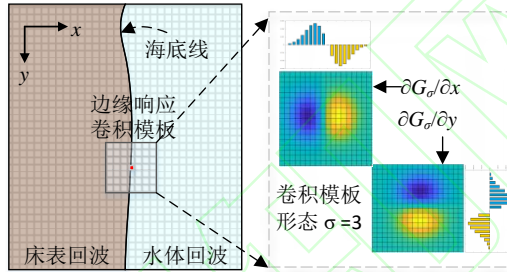 x
y
海底线
边缘响应
卷积模板
床表回波
水体回波
∂Gσ/∂x
∂Gσ/∂y
卷积模板
形态 σ =3